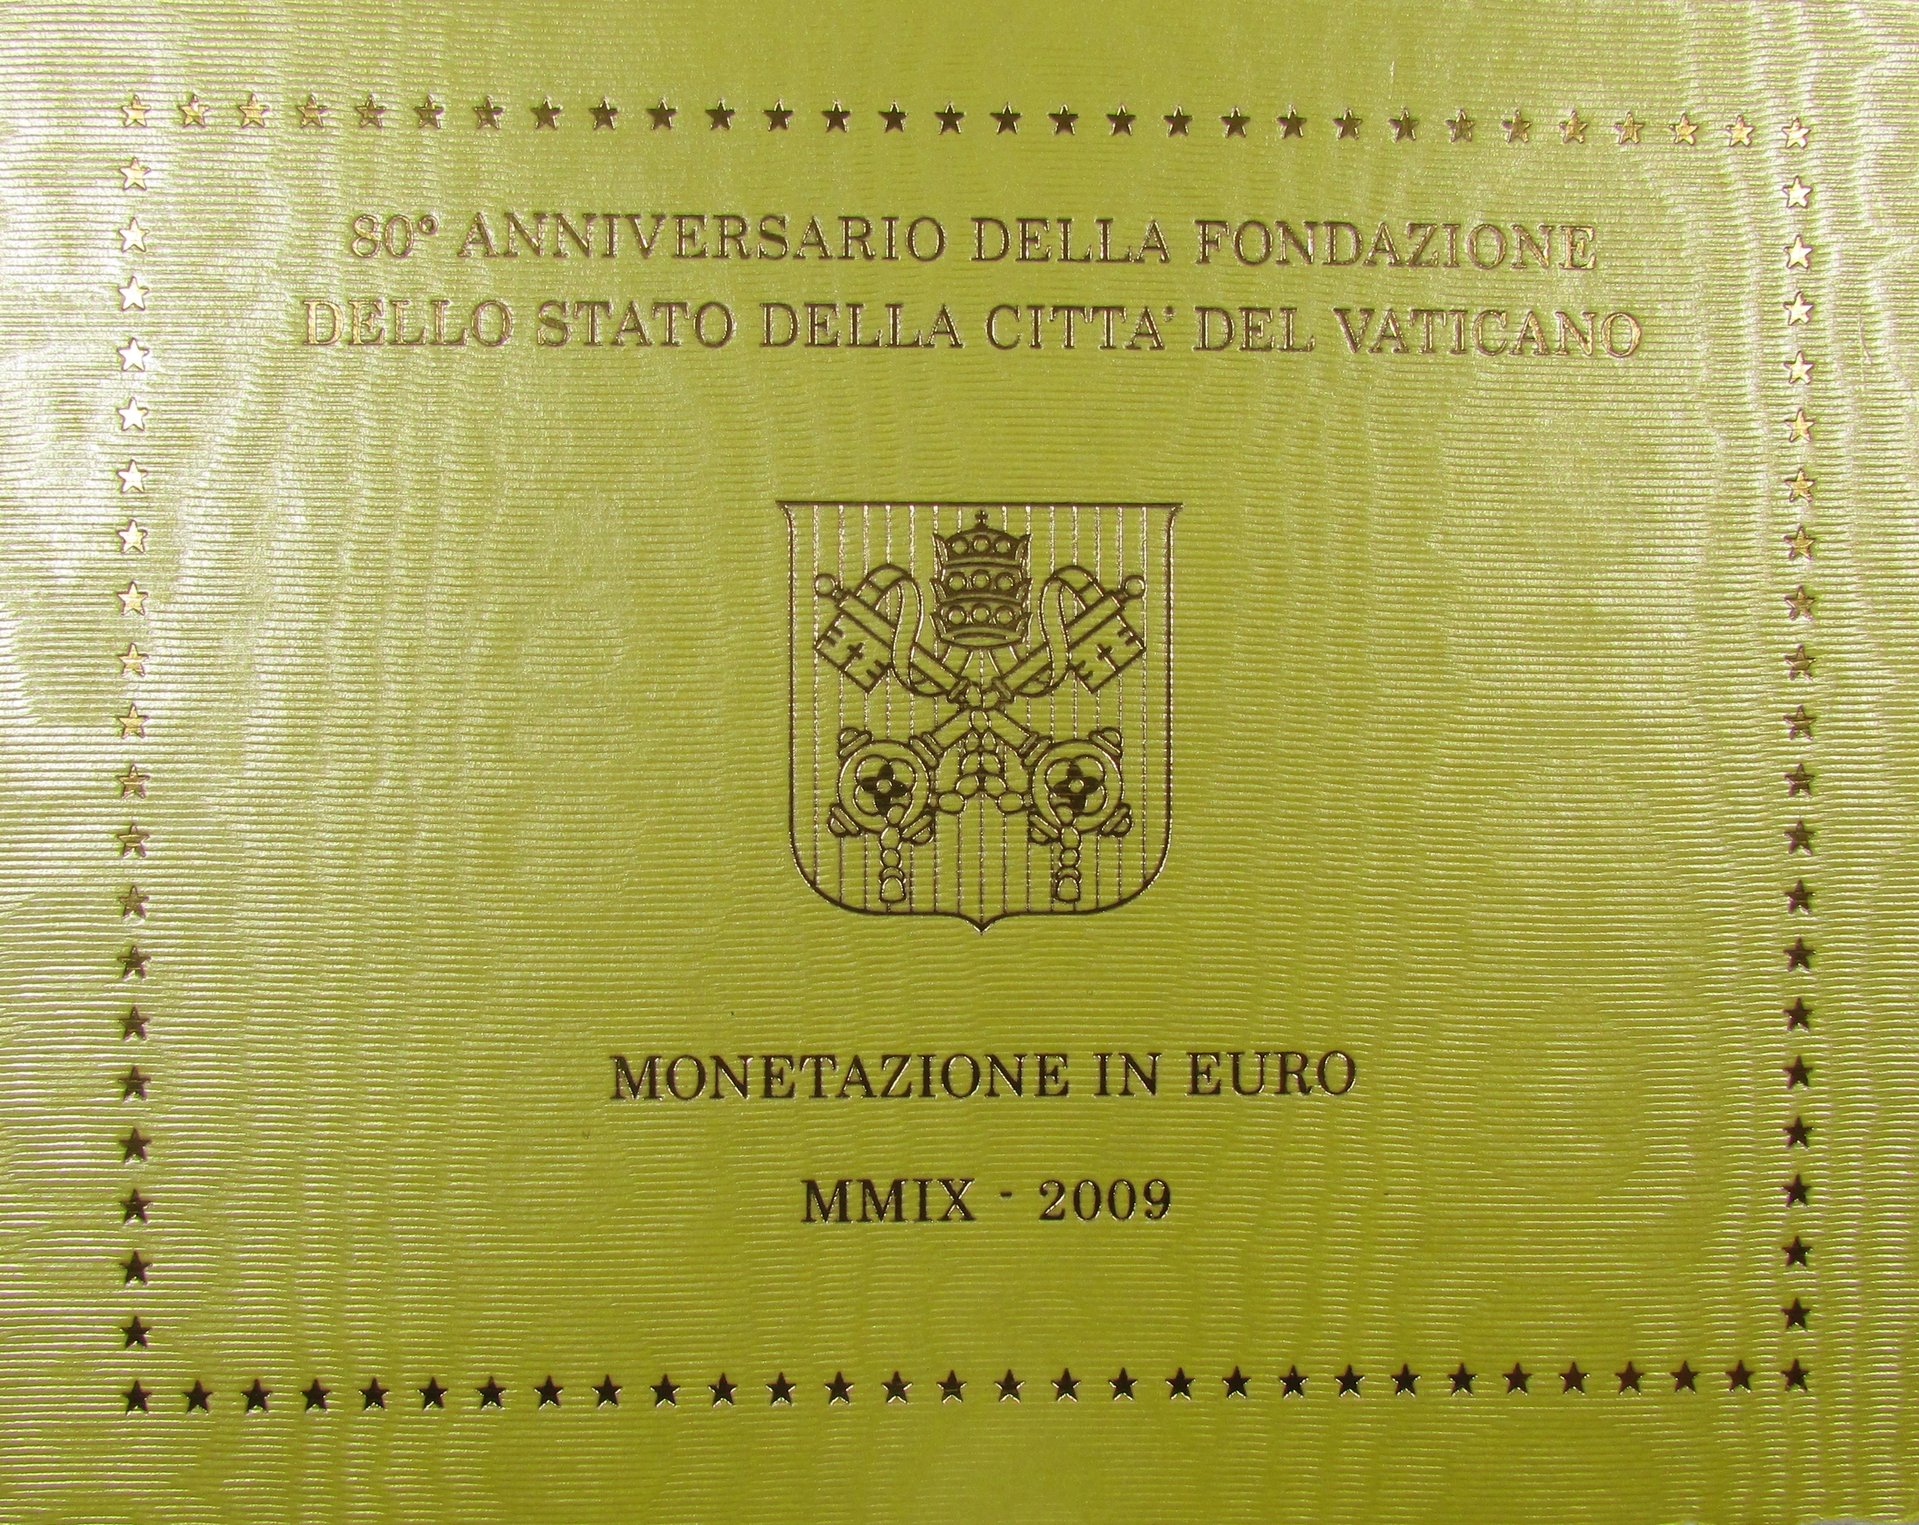 80° ANNIVERSARIO DELLA FONDAZIONE
DELLO STATO DELLA CITTA' DEL VATICANO
MONETAZIONE IN EURO
MMIX - 2009